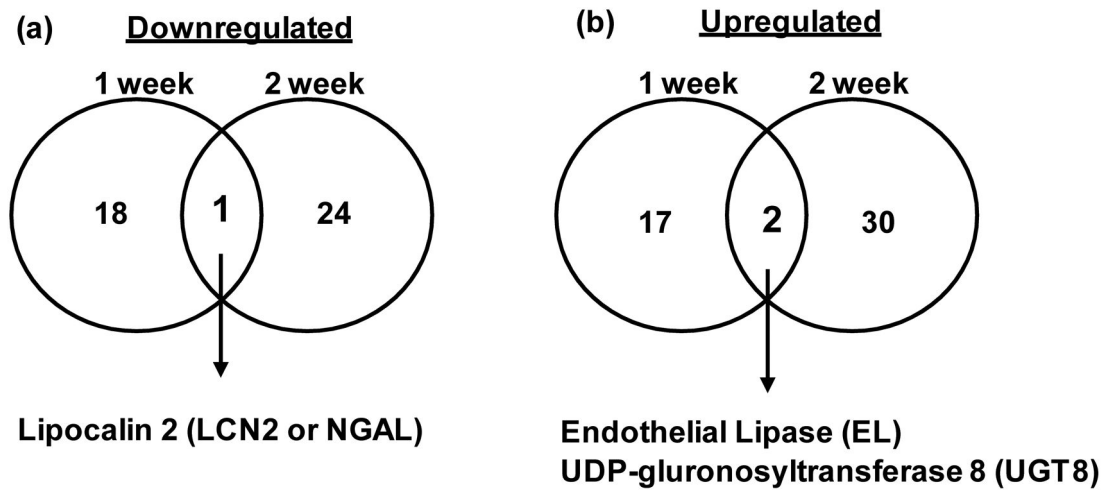 (a) Downregulated
1 week 2 week
18 1 24
Lipocalin 2 (LCN2 or NGAL)
(b) Upregulated
1 week 2 week
17 2 30
Endothelial Lipase (EL)
UDP-gluronosyltransferase 8 (UGT8)